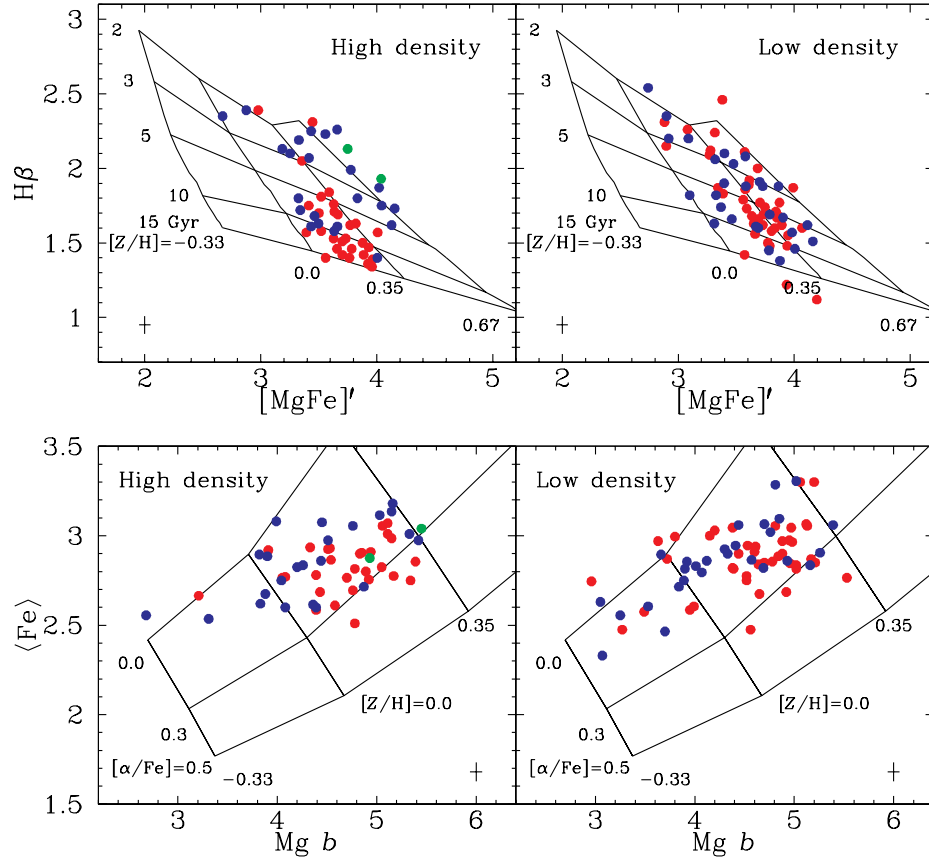 High density
Low density
3
2.5
2
1.5
1
Hβ
2
3
5
10
15 Gyr
[Z/H]=−0.33
0.0
0.35
0.67
2
3
5
10
15 Gyr
[Z/H]=−0.33
0.0
0.35
0.67
2 3 4 5
2 3 4 5
[MgFe]′
[MgFe]′
High density
Low density
3.5
3
2.5
2
1.5
⟨Fe⟩
0.0
0.3
[α/Fe]=0.5
−0.33
[Z/H]=0.0
0.35
0.0
0.3
[α/Fe]=0.5
−0.33
[Z/H]=0.0
0.35
3 4 5 6
3 4 5 6
Mg b
Mg b